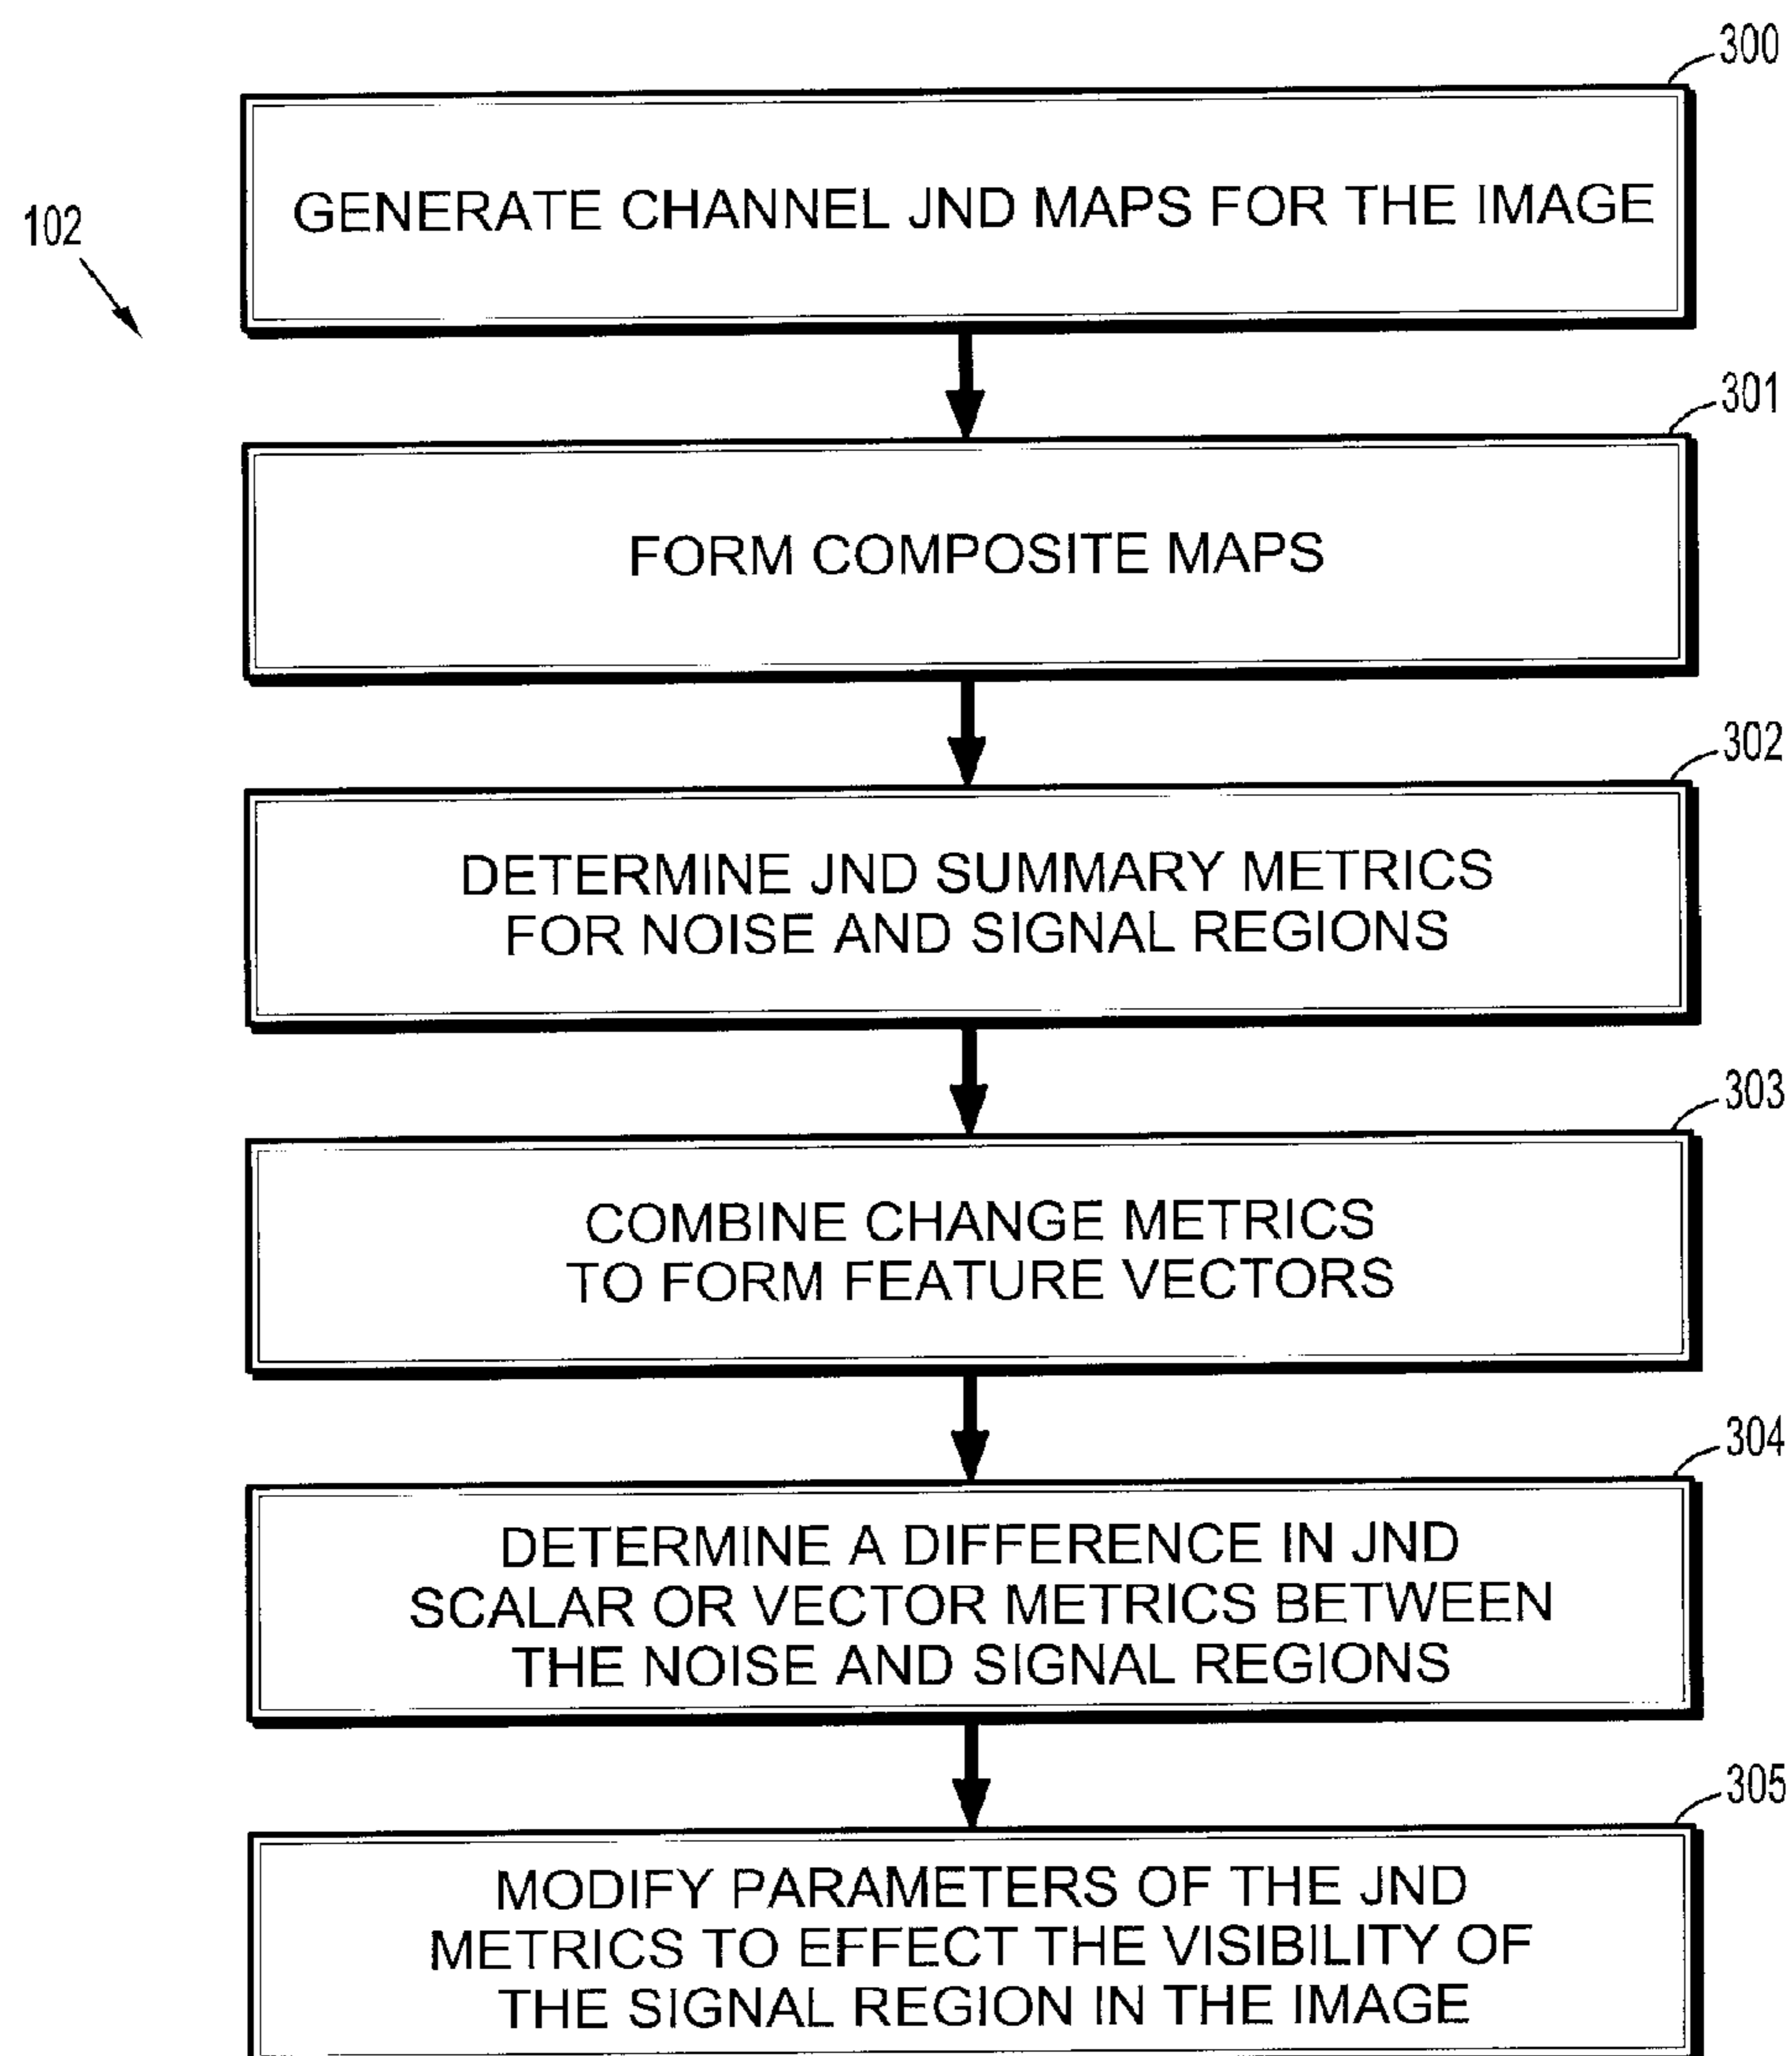 300
GENERATE CHANNEL JND MAPS FOR THE IMAGE
102
301
FORM COMPOSITE MAPS
302
DETERMINE JND SUMMARY METRICS
FOR NOISE AND SIGNAL REGIONS
303
COMBINE CHANGE METRICS
TO FORM FEATURE VECTORS
304
DETERMINE A DIFFERENCE IN JND
SCALAR OR VECTOR METRICS BETWEEN
THE NOISE AND SIGNAL REGIONS
305
MODIFY PARAMETERS OF THE JND
METRICS TO EFFECT THE VISIBILITY OF
THE SIGNAL REGION IN THE IMAGE